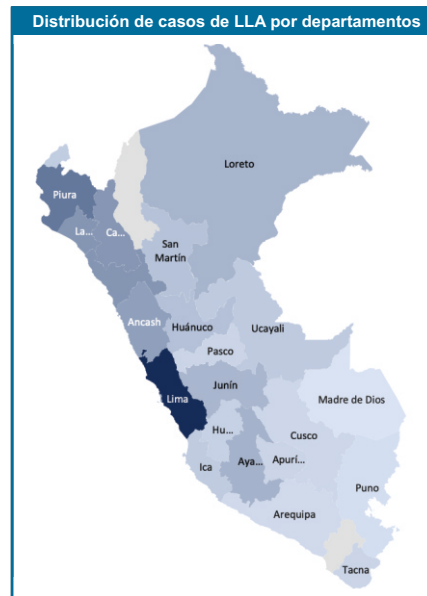 Distribución de casos de LLA por departamentos
Loreto
Piura
La...
Ca...
San
Martín
Ancash
Huánuco
Ucayali
Pasco
Lima
Junín
Madre de Dios
Hu...
Cusco
Ica
Aya...
Apurí...
Puno
Arequipa
Tacna